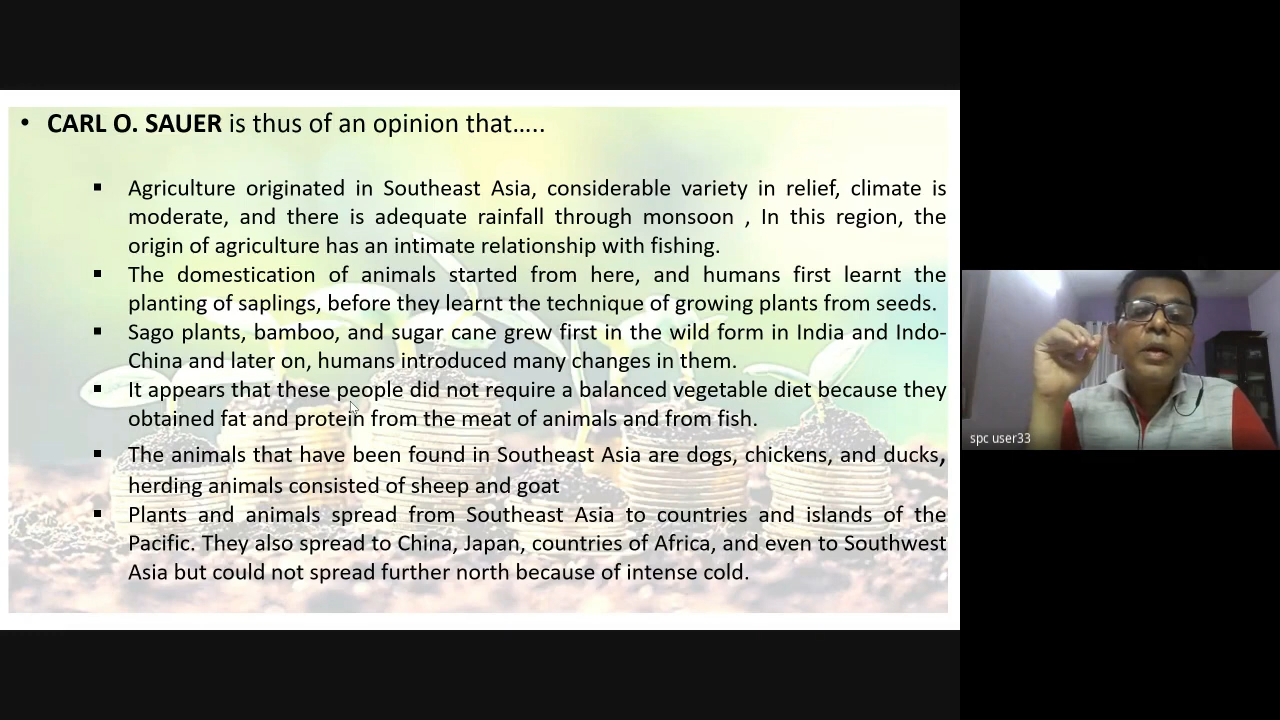 • CARL O. SAUER is thus of an opinion that.....
▪ Agriculture originated in Southeast Asia, considerable variety in relief, climate is
moderate, and there is adequate rainfall through monsoon , In this region, the
origin of agriculture has an intimate relationship with fishing.
▪ The domestication of animals started from here, and humans first learnt the
planting of saplings, before they learnt the technique of growing plants from seeds.
▪ Sago plants, bamboo, and sugar cane grew first in the wild form in India and Indo-
China and later on, humans introduced many changes in them.
▪ It appears that these people did not require a balanced vegetable diet because they
obtained fat and protein from the meat of animals and from fish.
▪ The animals that have been found in Southeast Asia are dogs, chickens, and ducks,
herding animals consisted of sheep and goat
▪ Plants and animals spread from Southeast Asia to countries and islands of the
Pacific. They also spread to China, Japan, countries of Africa, and even to Southwest
Asia but could not spread further north because of intense cold.
spc user33